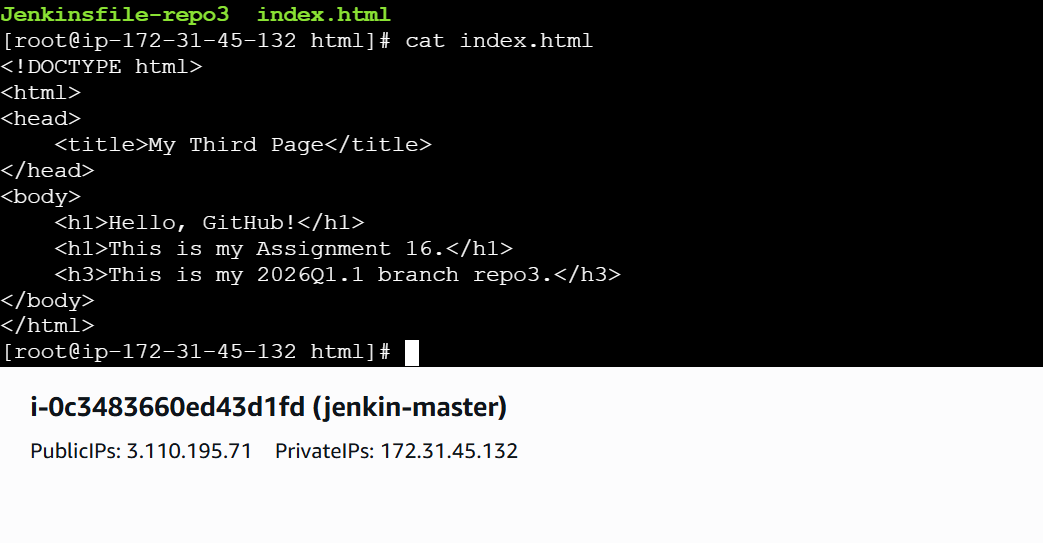 Jenkinsfile-repo3  index.html
[root@ip-172-31-45-132 html]# cat index.html
<!DOCTYPE html>
<html>
<head>
    <title>My Third Page</title>
</head>
<body>
    <h1>Hello, GitHub!</h1>
    <h1>This is my Assignment 16.</h1>
    <h3>This is my 2026Q1.1 branch repo3.</h3>
</body>
</html>
[root@ip-172-31-45-132 html]#
i-0c3483660ed43d1fd (jenkin-master)
PublicIPs: 3.110.195.71    PrivateIPs: 172.31.45.132